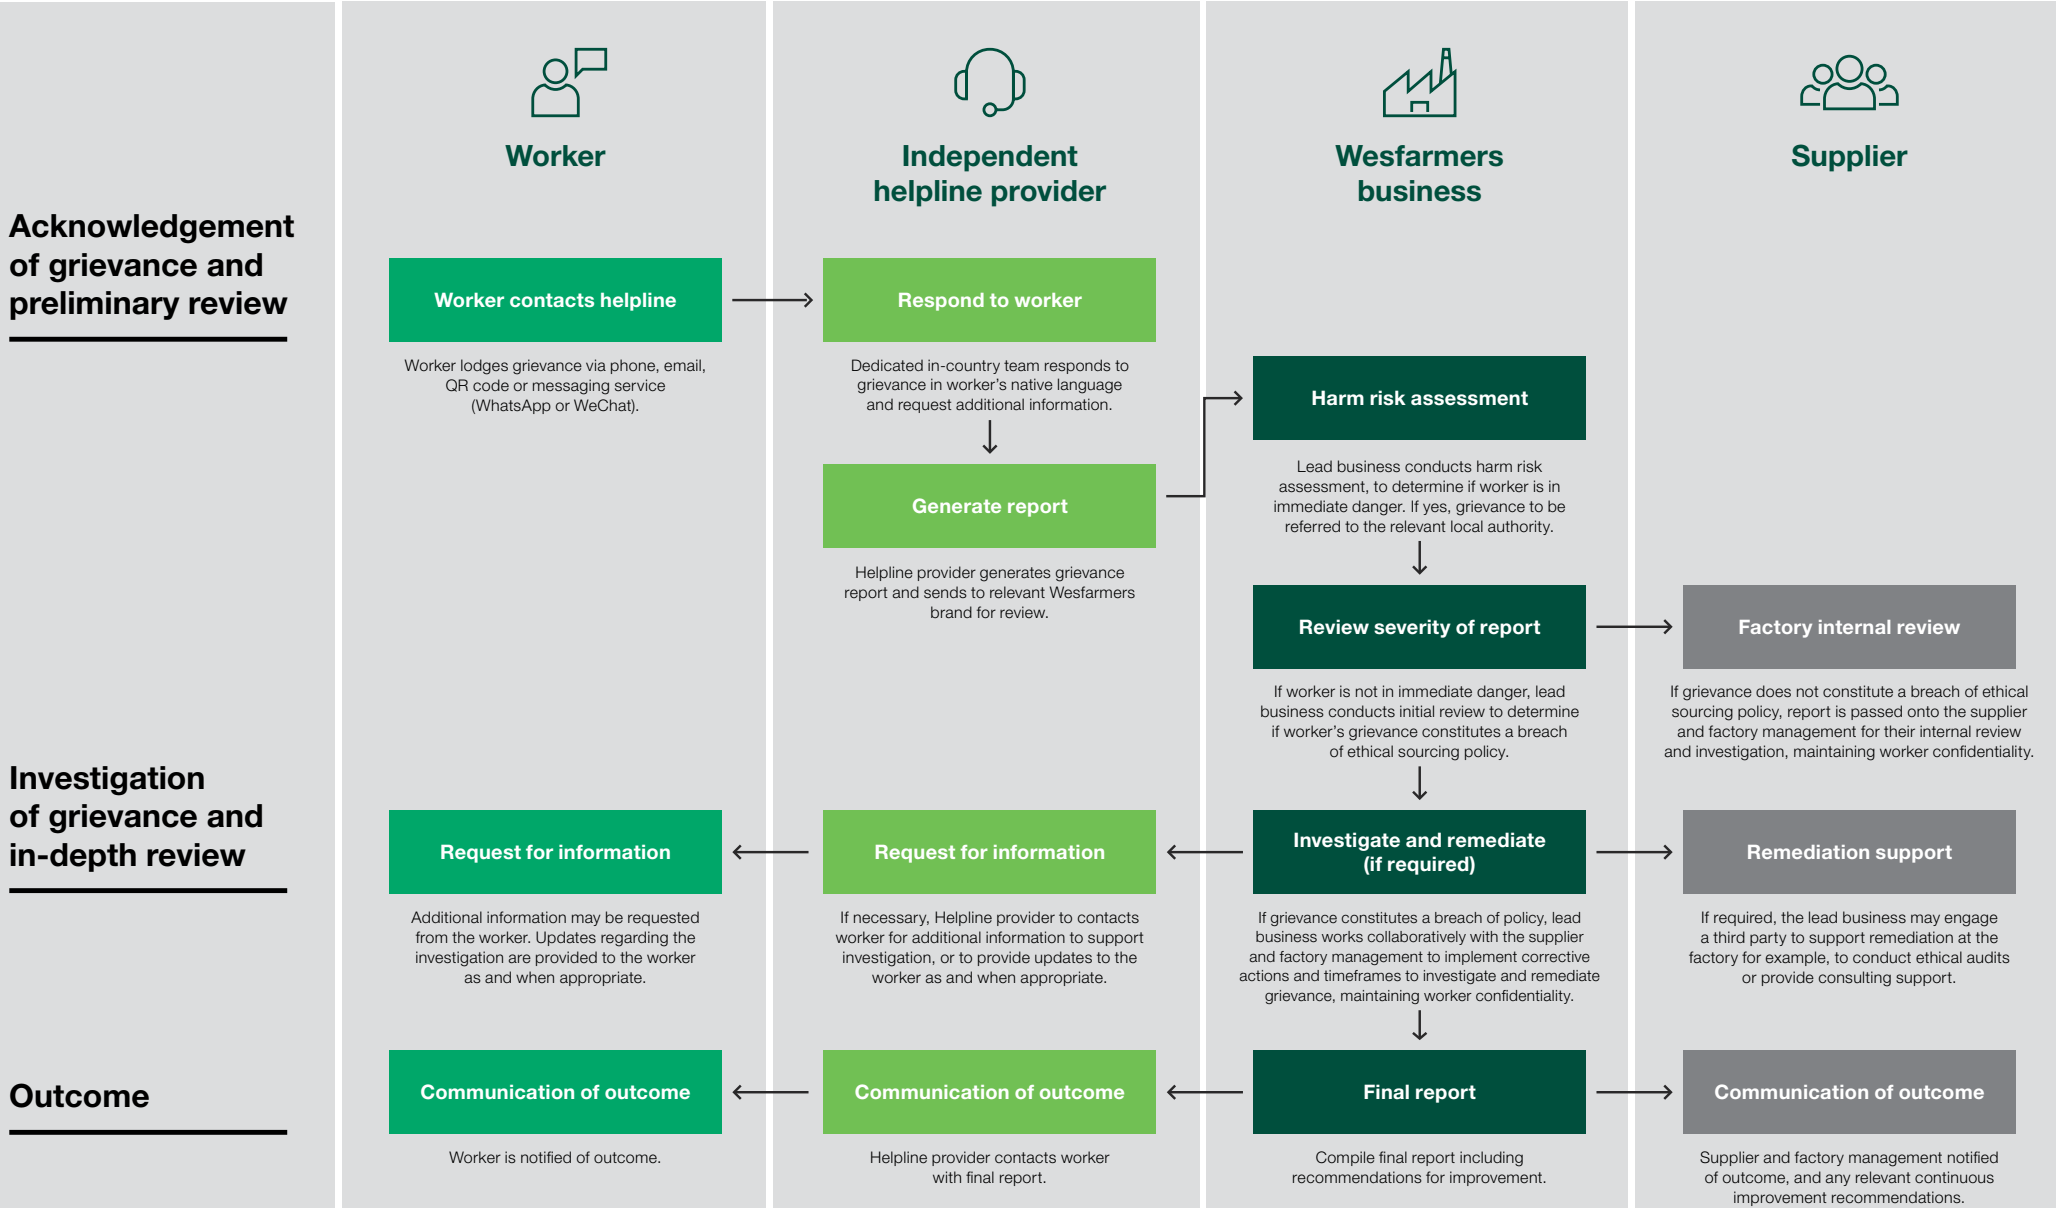 Worker
Independent
helpline provider
Wesfarmers
business
Supplier
Acknowledgement
of grievance and
preliminary review
Worker contacts helpline
Worker lodges grievance via phone, email,
QR code or messaging service
(WhatsApp or WeChat).
Respond to worker
Dedicated in-country team responds to
grievance in worker’s native language
and request additional information.
Generate report
Helpline provider generates grievance
report and sends to relevant Wesfarmers
brand for review.
Harm risk assessment
Lead business conducts harm risk
assessment, to determine if worker is in
immediate danger. If yes, grievance to be
referred to the relevant local authority.
Review severity of report
If worker is not in immediate danger, lead
business conducts initial review to determine
if worker’s grievance constitutes a breach
of ethical sourcing policy.
Factory internal review
If grievance does not constitute a breach of ethical
sourcing policy, report is passed onto the supplier
and factory management for their internal review
and investigation, maintaining worker confidentiality.
Investigation
of grievance and
in-depth review
Request for information
Additional information may be requested
from the worker. Updates regarding the
investigation are provided to the worker
as and when appropriate.
Request for information
If necessary, Helpline provider to contacts
worker for additional information to support
investigation, or to provide updates to the
worker as and when appropriate.
Investigate and remediate
(if required)
If grievance constitutes a breach of policy, lead
business works collaboratively with the supplier
and factory management to implement corrective
actions and timeframes to investigate and remediate
grievance, maintaining worker confidentiality.
Remediation support
If required, the lead business may engage
a third party to support remediation at the
factory for example, to conduct ethical audits
or provide consulting support.
Outcome
Communication of outcome
Worker is notified of outcome.
Communication of outcome
Helpline provider contacts worker
with final report.
Final report
Compile final report including
recommendations for improvement.
Communication of outcome
Supplier and factory management notified
of outcome, and any relevant continuous
improvement recommendations.